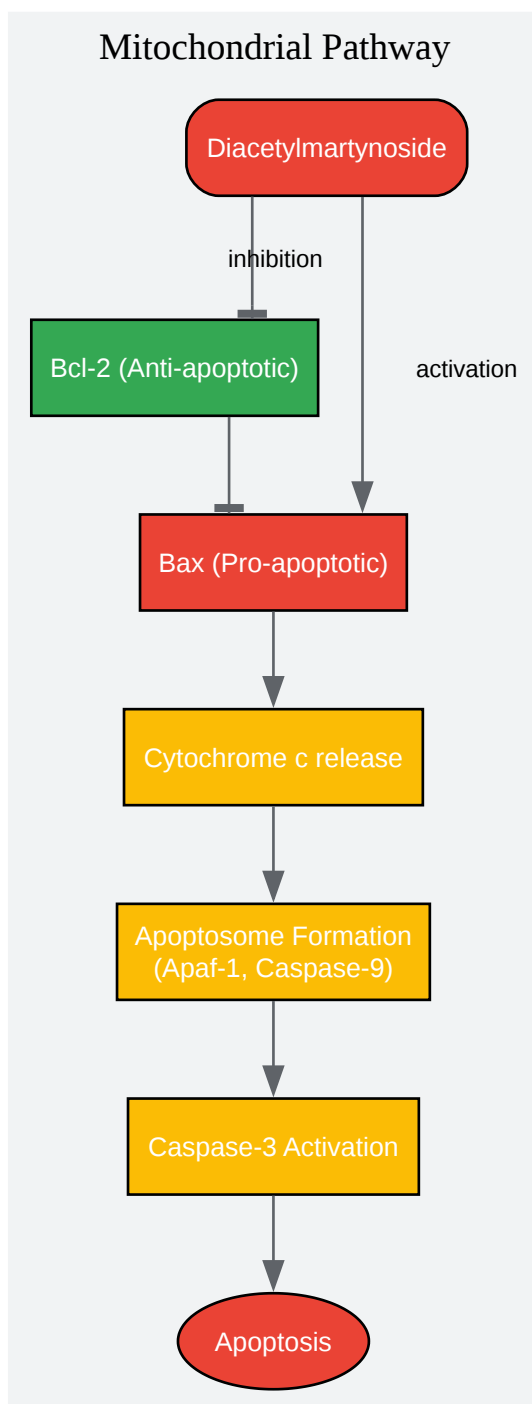 Mitochondrial Pathway
Diacetylmartynoside
inhibition
Bcl-2 (Anti-apoptotic)
activation
Bax (Pro-apoptotic)
Cytochrome c release
Apoptosome Formation
(Apaf-1, Caspase-9)
Caspase-3 Activation
Apoptosis